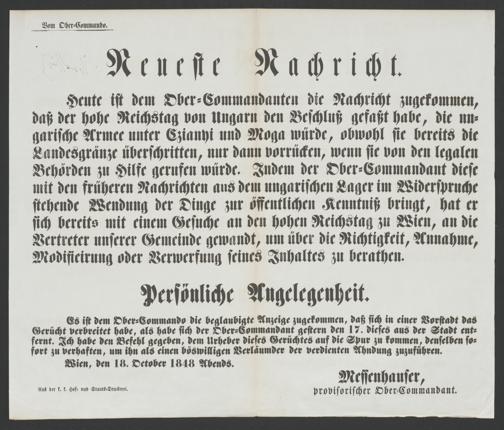 Vom Ober-Commando.
Neueste Nachricht.
Heute ist dem Ober-Commandanten die Nachricht zugekommen,
daß der hohe Reichstag von Ungarn den Beschluß gefaßt habe, die un-
garische Armee unter Czianyi und Moga würde, obwohl sie bereits die
Landesgränze überschritten, nur dann vorrücken, wenn sie von den legalen
Behörden zu Hilfe gerufen würde. Indem der Ober-Commandant diese
mit den früheren Nachrichten aus dem ungarischen Lager im Widerspruche
stehende Wendung der Dinge zur öffentlichen Kenntniß bringt, hat er
sich bereits mit einem Gesuche an den hohen Reichstag zu Wien, an die
Vertreter unserer Gemeinde gewandt, um über die Richtigkeit, Annahme,
Modificirung oder Verwerfung seines Inhaltes zu berathen.
Persönliche Angelegenheit.
Es ist dem Ober-Commando die beglaubigte Anzeige zugekommen, daß sich in einer Vorstadt das
Gerücht verbreitet habe, als habe sich der Ober-Commandant gestern den 17. dieses aus der Stadt ent-
fernt. Ich habe den Befehl gegeben, dem Urheber dieses Gerüchtes auf die Spur zu kommen, denselben so-
fort zu verhaften, um ihn als einen böswilligen Verläumder der verdienten Ahndung zuzuführen.
Wien, den 18. October 1848 Abends.
Messenhauser,
provisorischer Ober-Commandant.
Aus der k. k. Hof- und Staats-Druckerei.